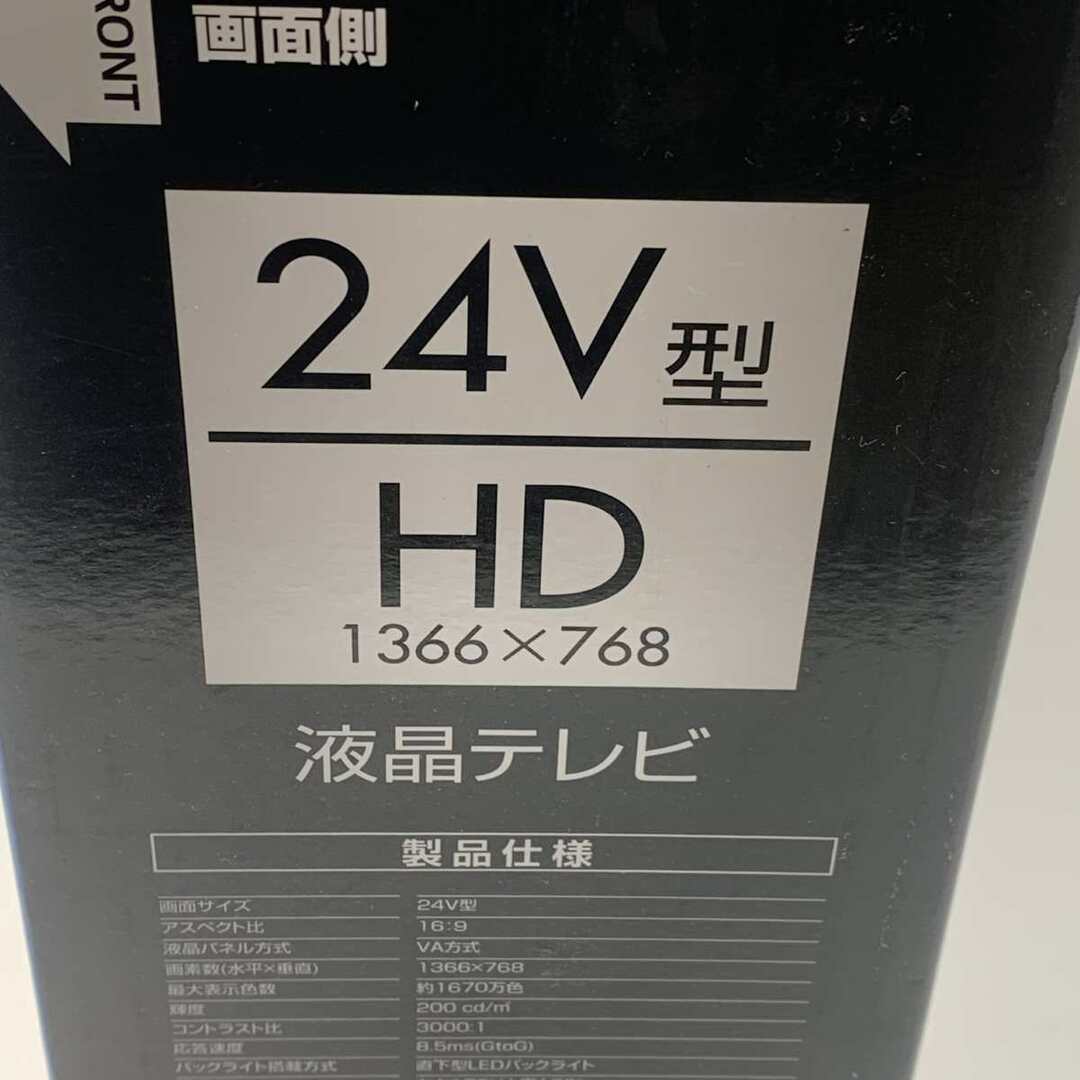 RONT
画面側
24V型
HD
1366×768
液晶テレビ
製品仕様
画面サイズ 24V型
アスペクト比 16:9
液晶パネル方式 VA方式
画素数(水平×垂直) 1366×768
最大表示色数 約1670万色
輝度 200 cd/㎡
コントラスト比 3000:1
応答速度 8.5ms(GtoG)
バックライト搭載方式 直下型LEDバックライト